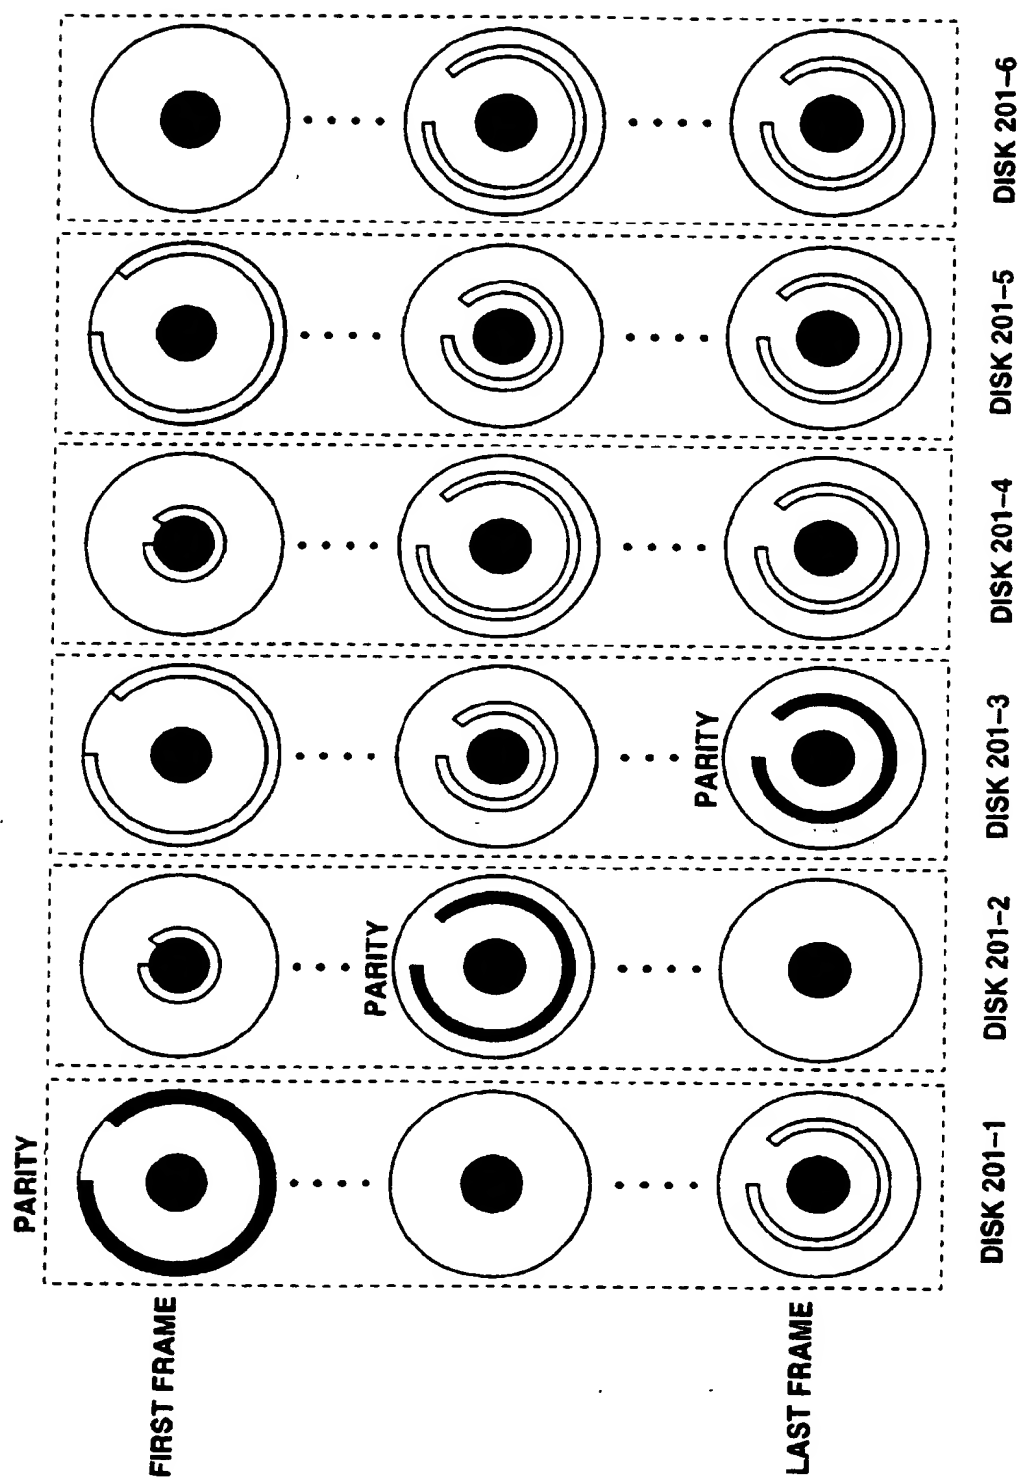 PARITY
FIRST FRAME
PARITY
PARITY
LAST FRAME
DISK 201-1
DISK 201-2
DISK 201-3
DISK 201-4
DISK 201-5
DISK 201-6